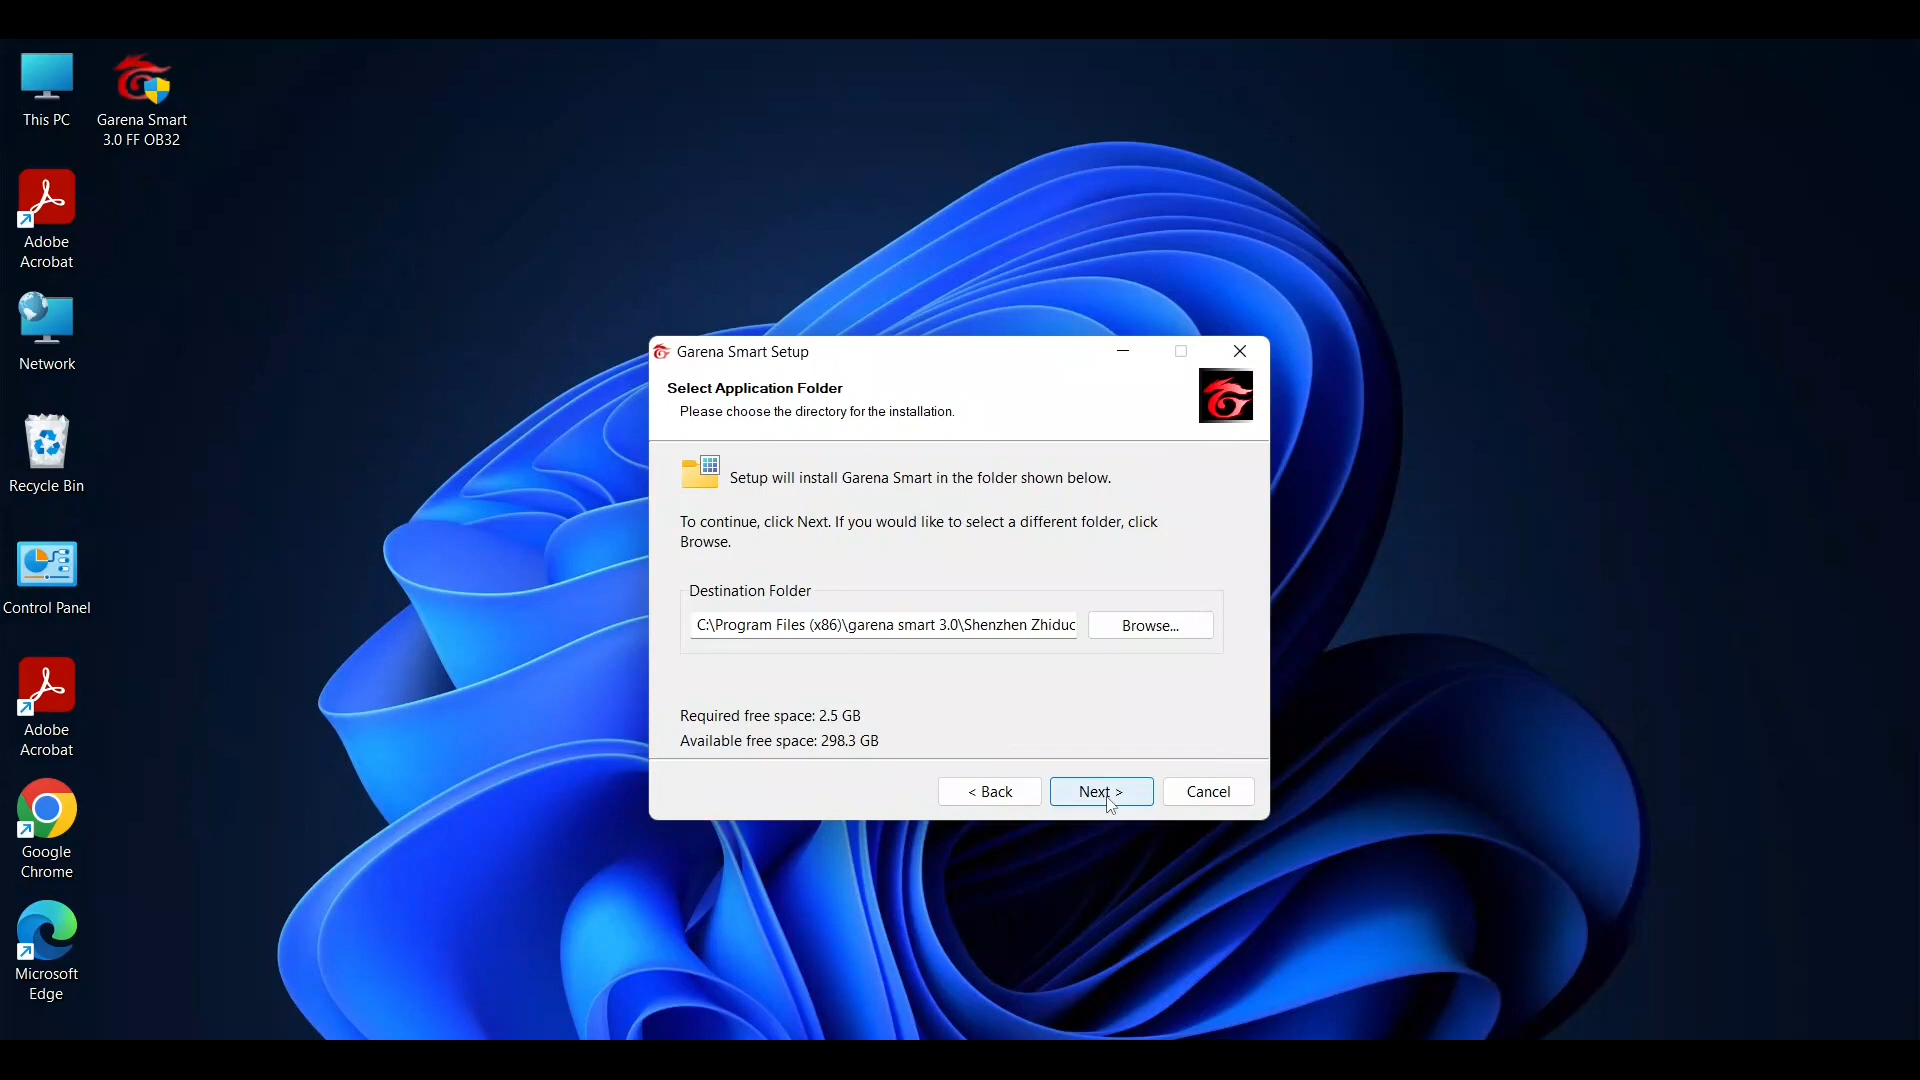 This PC
Garena Smart
3.0 FF OB32
Adobe
Acrobat
Network
Recycle Bin
Control Panel
Adobe
Acrobat
Google
Chrome
Microsoft
Edge
Garena Smart Setup
Select Application Folder
Please choose the directory for the installation.
Setup will install Garena Smart in the folder shown below.
To continue, click Next. If you would like to select a different folder, click
Browse.
Destination Folder
C:\Program Files (x86)\garena smart 3.0\Shenzhen Zhiduc
Browse...
Required free space: 2.5 GB
Available free space: 298.3 GB
< Back
Next >
Cancel